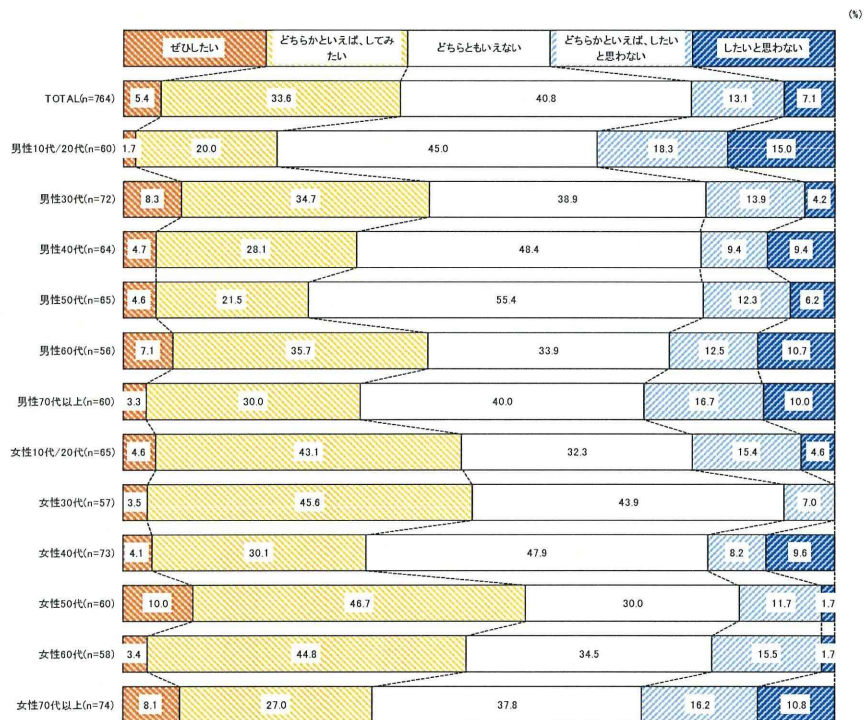 (%)
ぜひしたい
どちらかといえば、してみ
たい
どちらともいえない
どちらかといえば、したい
と思わない
したいと思わない
TOTAL(n=764) 5.4 33.6 40.8 13.1 7.1
男性10代/20代(n=60) 1.7 20.0 45.0 18.3 15.0
男性30代(n=72) 8.3 34.7 38.9 13.9 4.2
男性40代(n=64) 4.7 28.1 48.4 9.4 9.4
男性50代(n=65) 4.6 21.5 55.4 12.3 6.2
男性60代(n=56) 7.1 35.7 33.9 12.5 10.7
男性70代以上(n=60) 3.3 30.0 40.0 16.7 10.0
女性10代/20代(n=65) 4.6 43.1 32.3 15.4 4.6
女性30代(n=57) 3.5 45.6 43.9 7.0
女性40代(n=73) 4.1 30.1 47.9 8.2 9.6
女性50代(n=60) 10.0 46.7 30.0 11.7 1.7
女性60代(n=58) 3.4 44.8 34.5 15.5 1.7
女性70代以上(n=74) 8.1 27.0 37.8 16.2 10.8